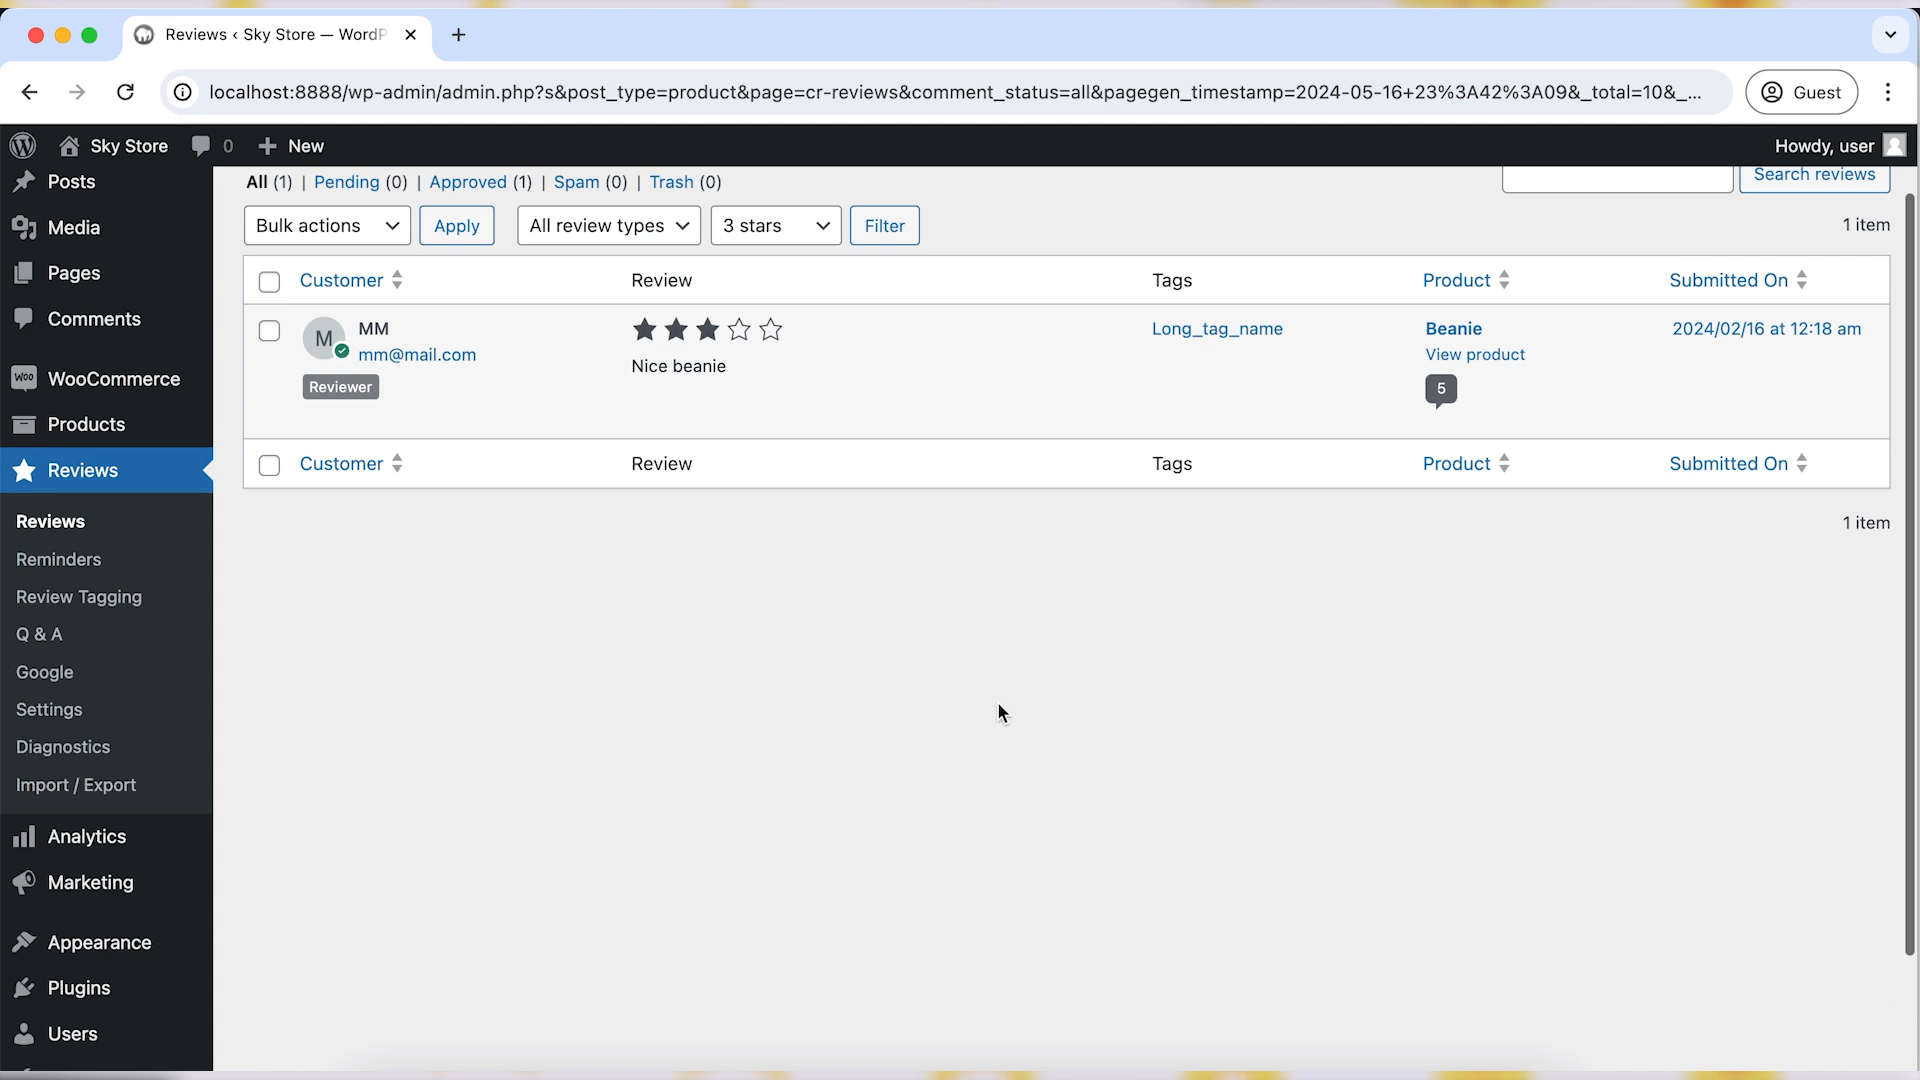 Reviews ‹ Sky Store — WordP
localhost:8888/wp-admin/admin.php?s&post_type=product&page=cr-reviews&comment_status=all&pagegen_timestamp=2024-05-16+23%3A42%3A09&_total=10&_...
Guest
Sky Store 0 New
Howdy, user
Posts
Media
Pages
Comments
WooCommerce
Products
Reviews
Reviews
Reminders
Review Tagging
Q & A
Google
Settings
Diagnostics
Import / Export
Analytics
Marketing
Appearance
Plugins
Users
All (1) | Pending (0) | Approved (1) | Spam (0) | Trash (0)
Search reviews
Bulk actions Apply All review types 3 stars Filter
1 item
Customer Review Tags Product Submitted On
M MM
mm@mail.com
Reviewer
Nice beanie
Long_tag_name
Beanie
View product
5
2024/02/16 at 12:18 am
Customer Review Tags Product Submitted On
1 item